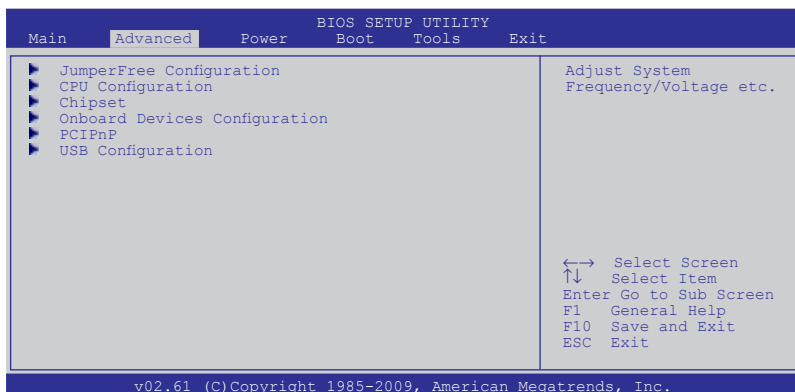 BIOS SETUP UTILITY
Main Advanced Power Boot Tools Exit
JumperFree Configuration
CPU Configuration
Chipset
Onboard Devices Configuration
PCIPnP
USB Configuration
Adjust System
Frequency/Voltage etc.
←→ Select Screen
↑↓ Select Item
Enter Go to Sub Screen
F1 General Help
F10 Save and Exit
ESC Exit
v02.61 (C)Copyright 1985-2009, American Megatrends, Inc.